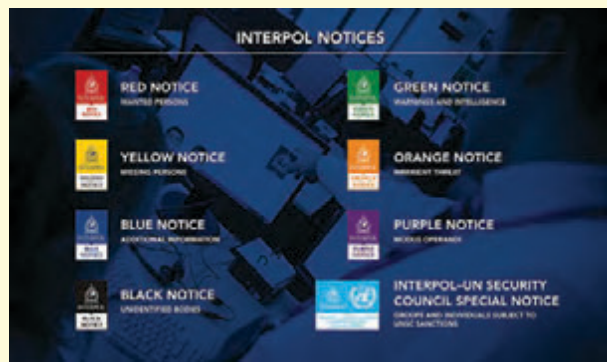 INTERPOL NOTICES
RED NOTICE
WANTED PERSONS
GREEN NOTICE
WARNINGS AND INTELLIGENCE
YELLOW NOTICE
MISSING PERSONS
ORANGE NOTICE
IMMINENT THREAT
BLUE NOTICE
ADDITIONAL INFORMATION
PURPLE NOTICE
MODUS OPERANDI
BLACK NOTICE
UNIDENTIFIED BODIES
INTERPOL-UN SECURITY
COUNCIL SPECIAL NOTICE
GROUPS AND INDIVIDUALS SUBJECT TO
UNSC SANCTIONS